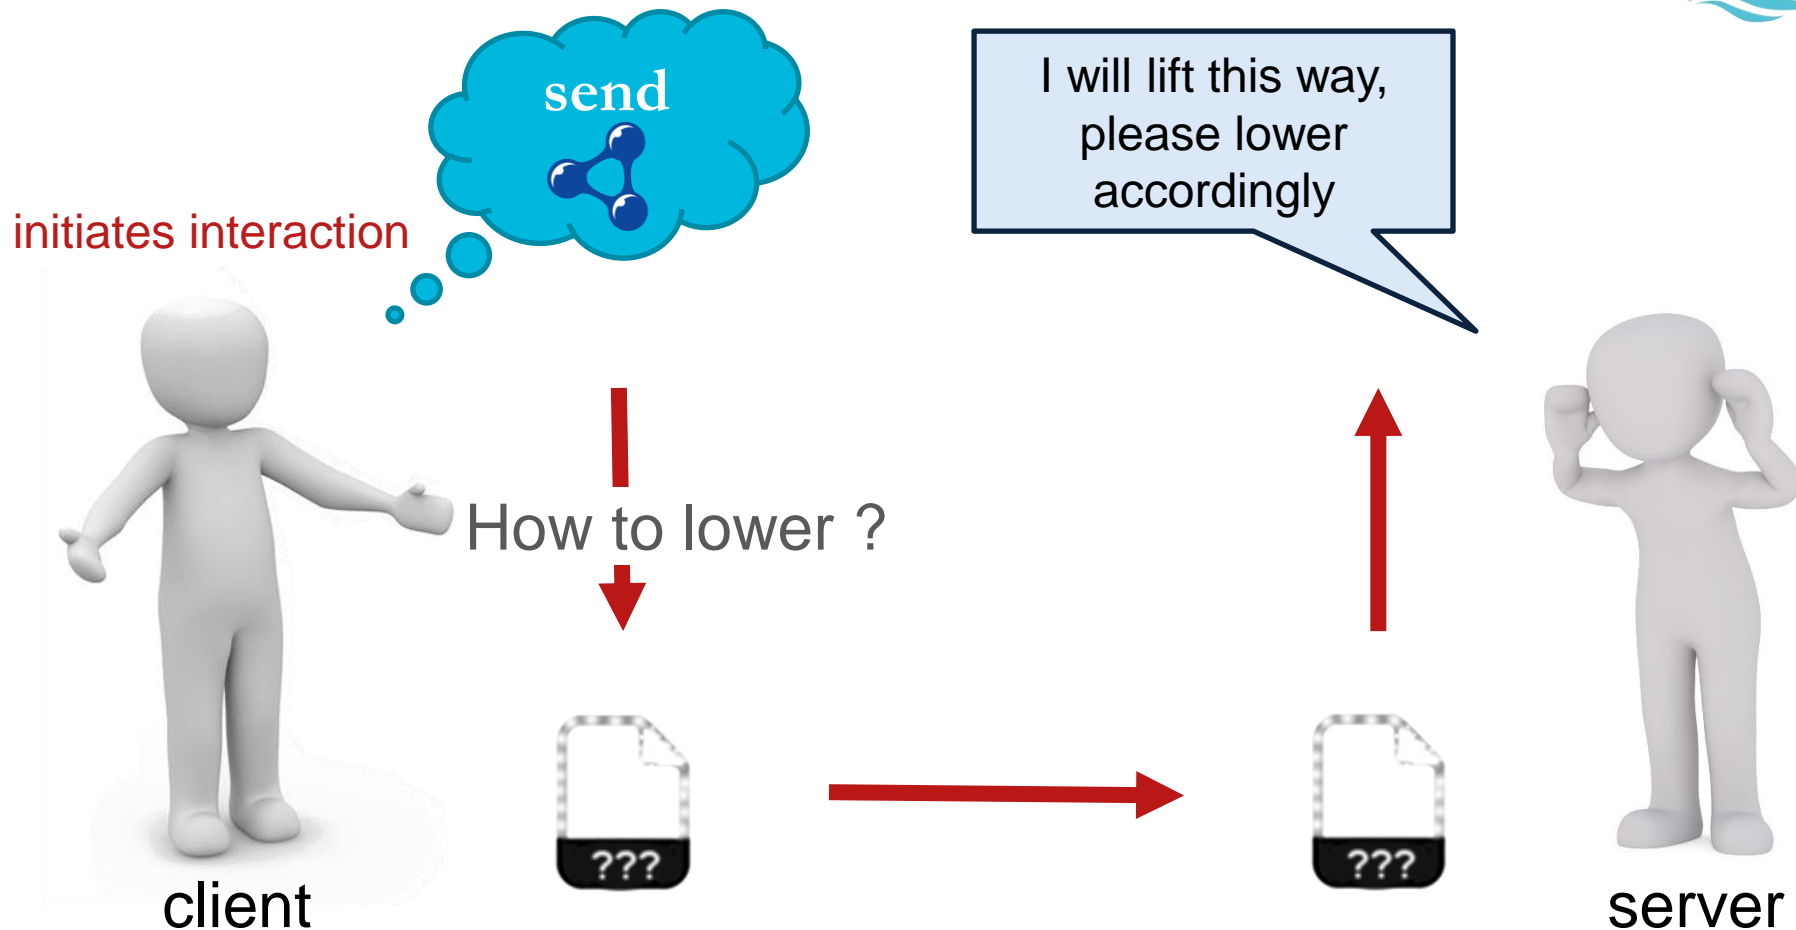 send
I will lift this way,
please lower
accordingly
initiates interaction
How to lower ?
???
???
client
server